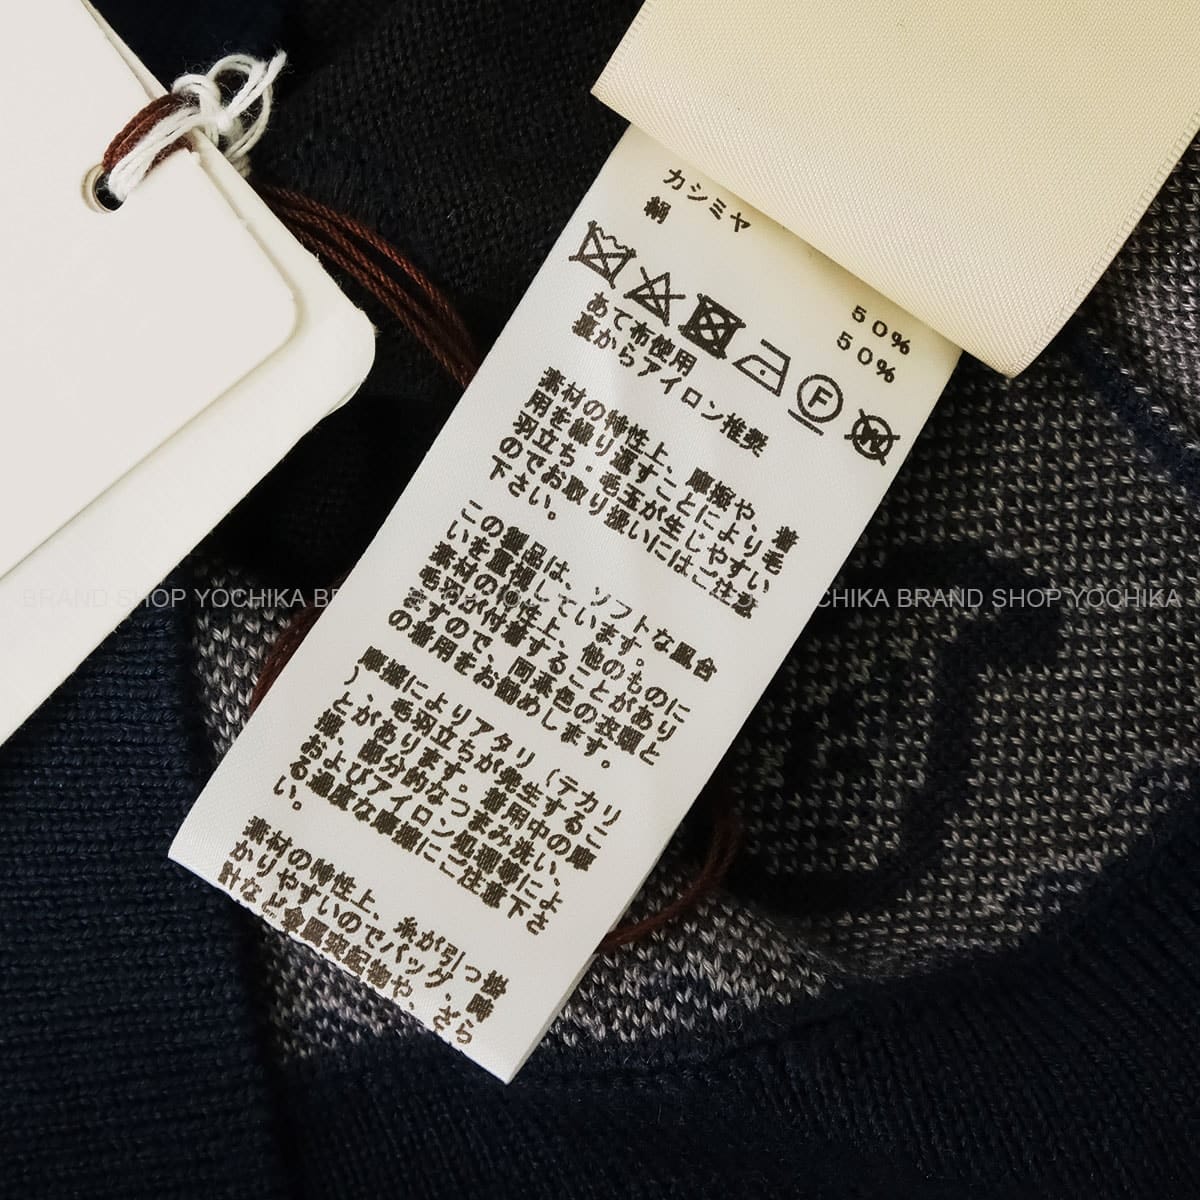 カシミヤ 50%
絹 50%
F
W
あて布使用
裏からアイロン推奨
素材の特性上、摩擦や、着
用を繰り返すことにより毛
羽立ち・毛玉が生じやすい
のでお取り扱いにはご注意
下さい。
この製品は、ソフトな風合
いを重視しています。
素材の特性上、他のものに
毛羽が付着することがあり
ますので、同系色の衣類と
の着用をお勧めします。
摩擦によりアタリ（テカリ
）、毛羽立ちが発生するこ
とがあります。着用中の摩
擦、部分的なつまみ洗い、
およびアイロン処理等によ
る過度な摩擦にご注意下さ
い。
素材の特性上、糸が引っ掛
かりやすいのでバッグ、時
計など金属装飾物や、ざら
BRAND SHOP YOCHIKA BRAND SHOP YOCHIKA